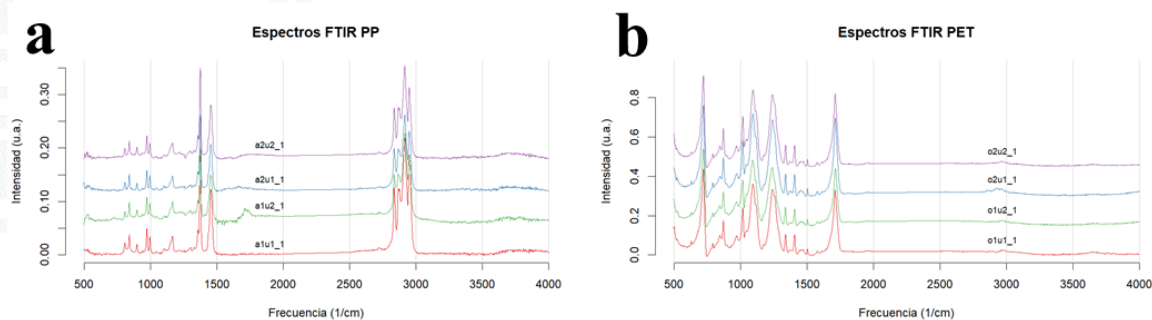 a
Espectros FTIR PP
Intensidad (u.a.)
0.30
0.20
0.10
0.00
a2u2_1
a2u1_1
a1u2_1
a1u1_1
500 1000 1500 2000 2500 3000 3500 4000
Frecuencia (1/cm)
b
Espectros FTIR PET
Intensidad (u.a.)
0.8
0.6
0.4
0.2
0.0
o2u2_1
o2u1_1
o1u2_1
o1u1_1
500 1000 1500 2000 2500 3000 3500 4000
Frecuencia (1/cm)